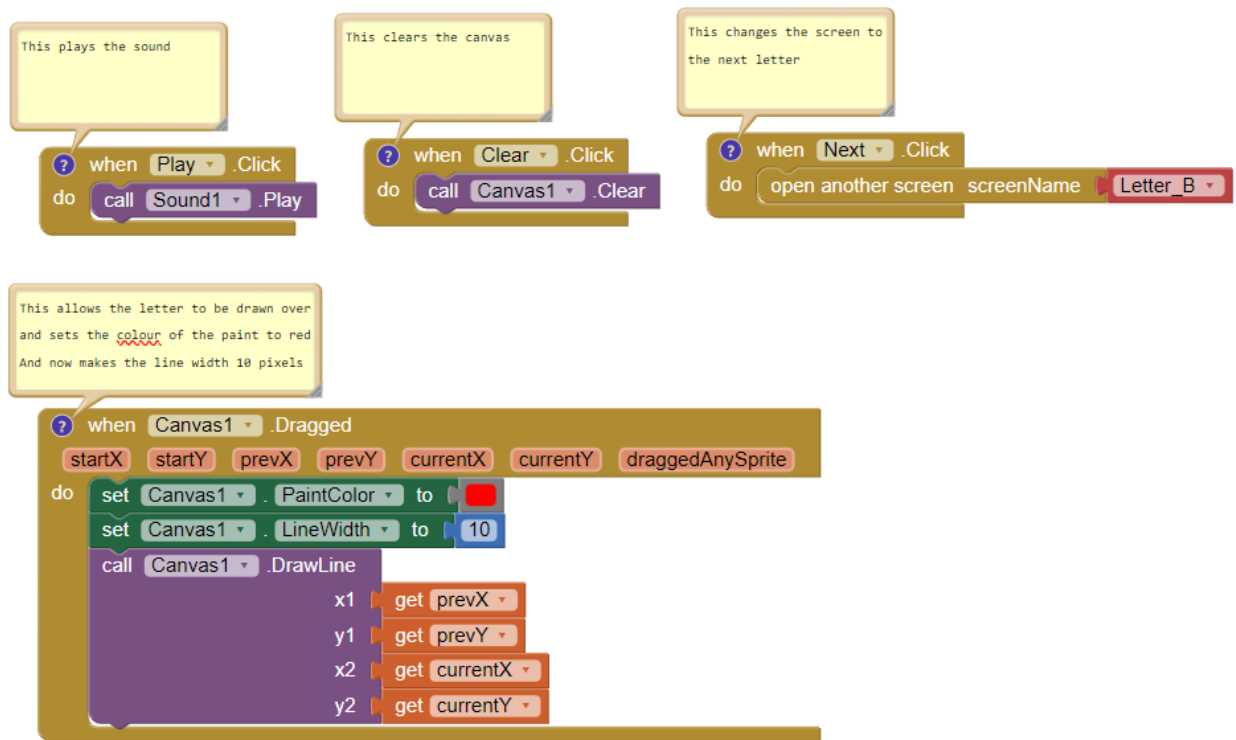 This plays the sound
? when Play .Click
do call Sound1 .Play
This clears the canvas
? when Clear .Click
do call Canvas1 .Clear
This changes the screen to
the next letter
? when Next .Click
do open another screen screenName Letter_B
This allows the letter to be drawn over
and sets the colour of the paint to red
And now makes the line width 10 pixels
? when Canvas1 .Dragged
startX startY prevX prevY currentX currentY draggedAnySprite
do set Canvas1 . PaintColor to
set Canvas1 . LineWidth to 10
call Canvas1 .DrawLine
x1 get prevX
y1 get prevY
x2 get currentX
y2 get currentY